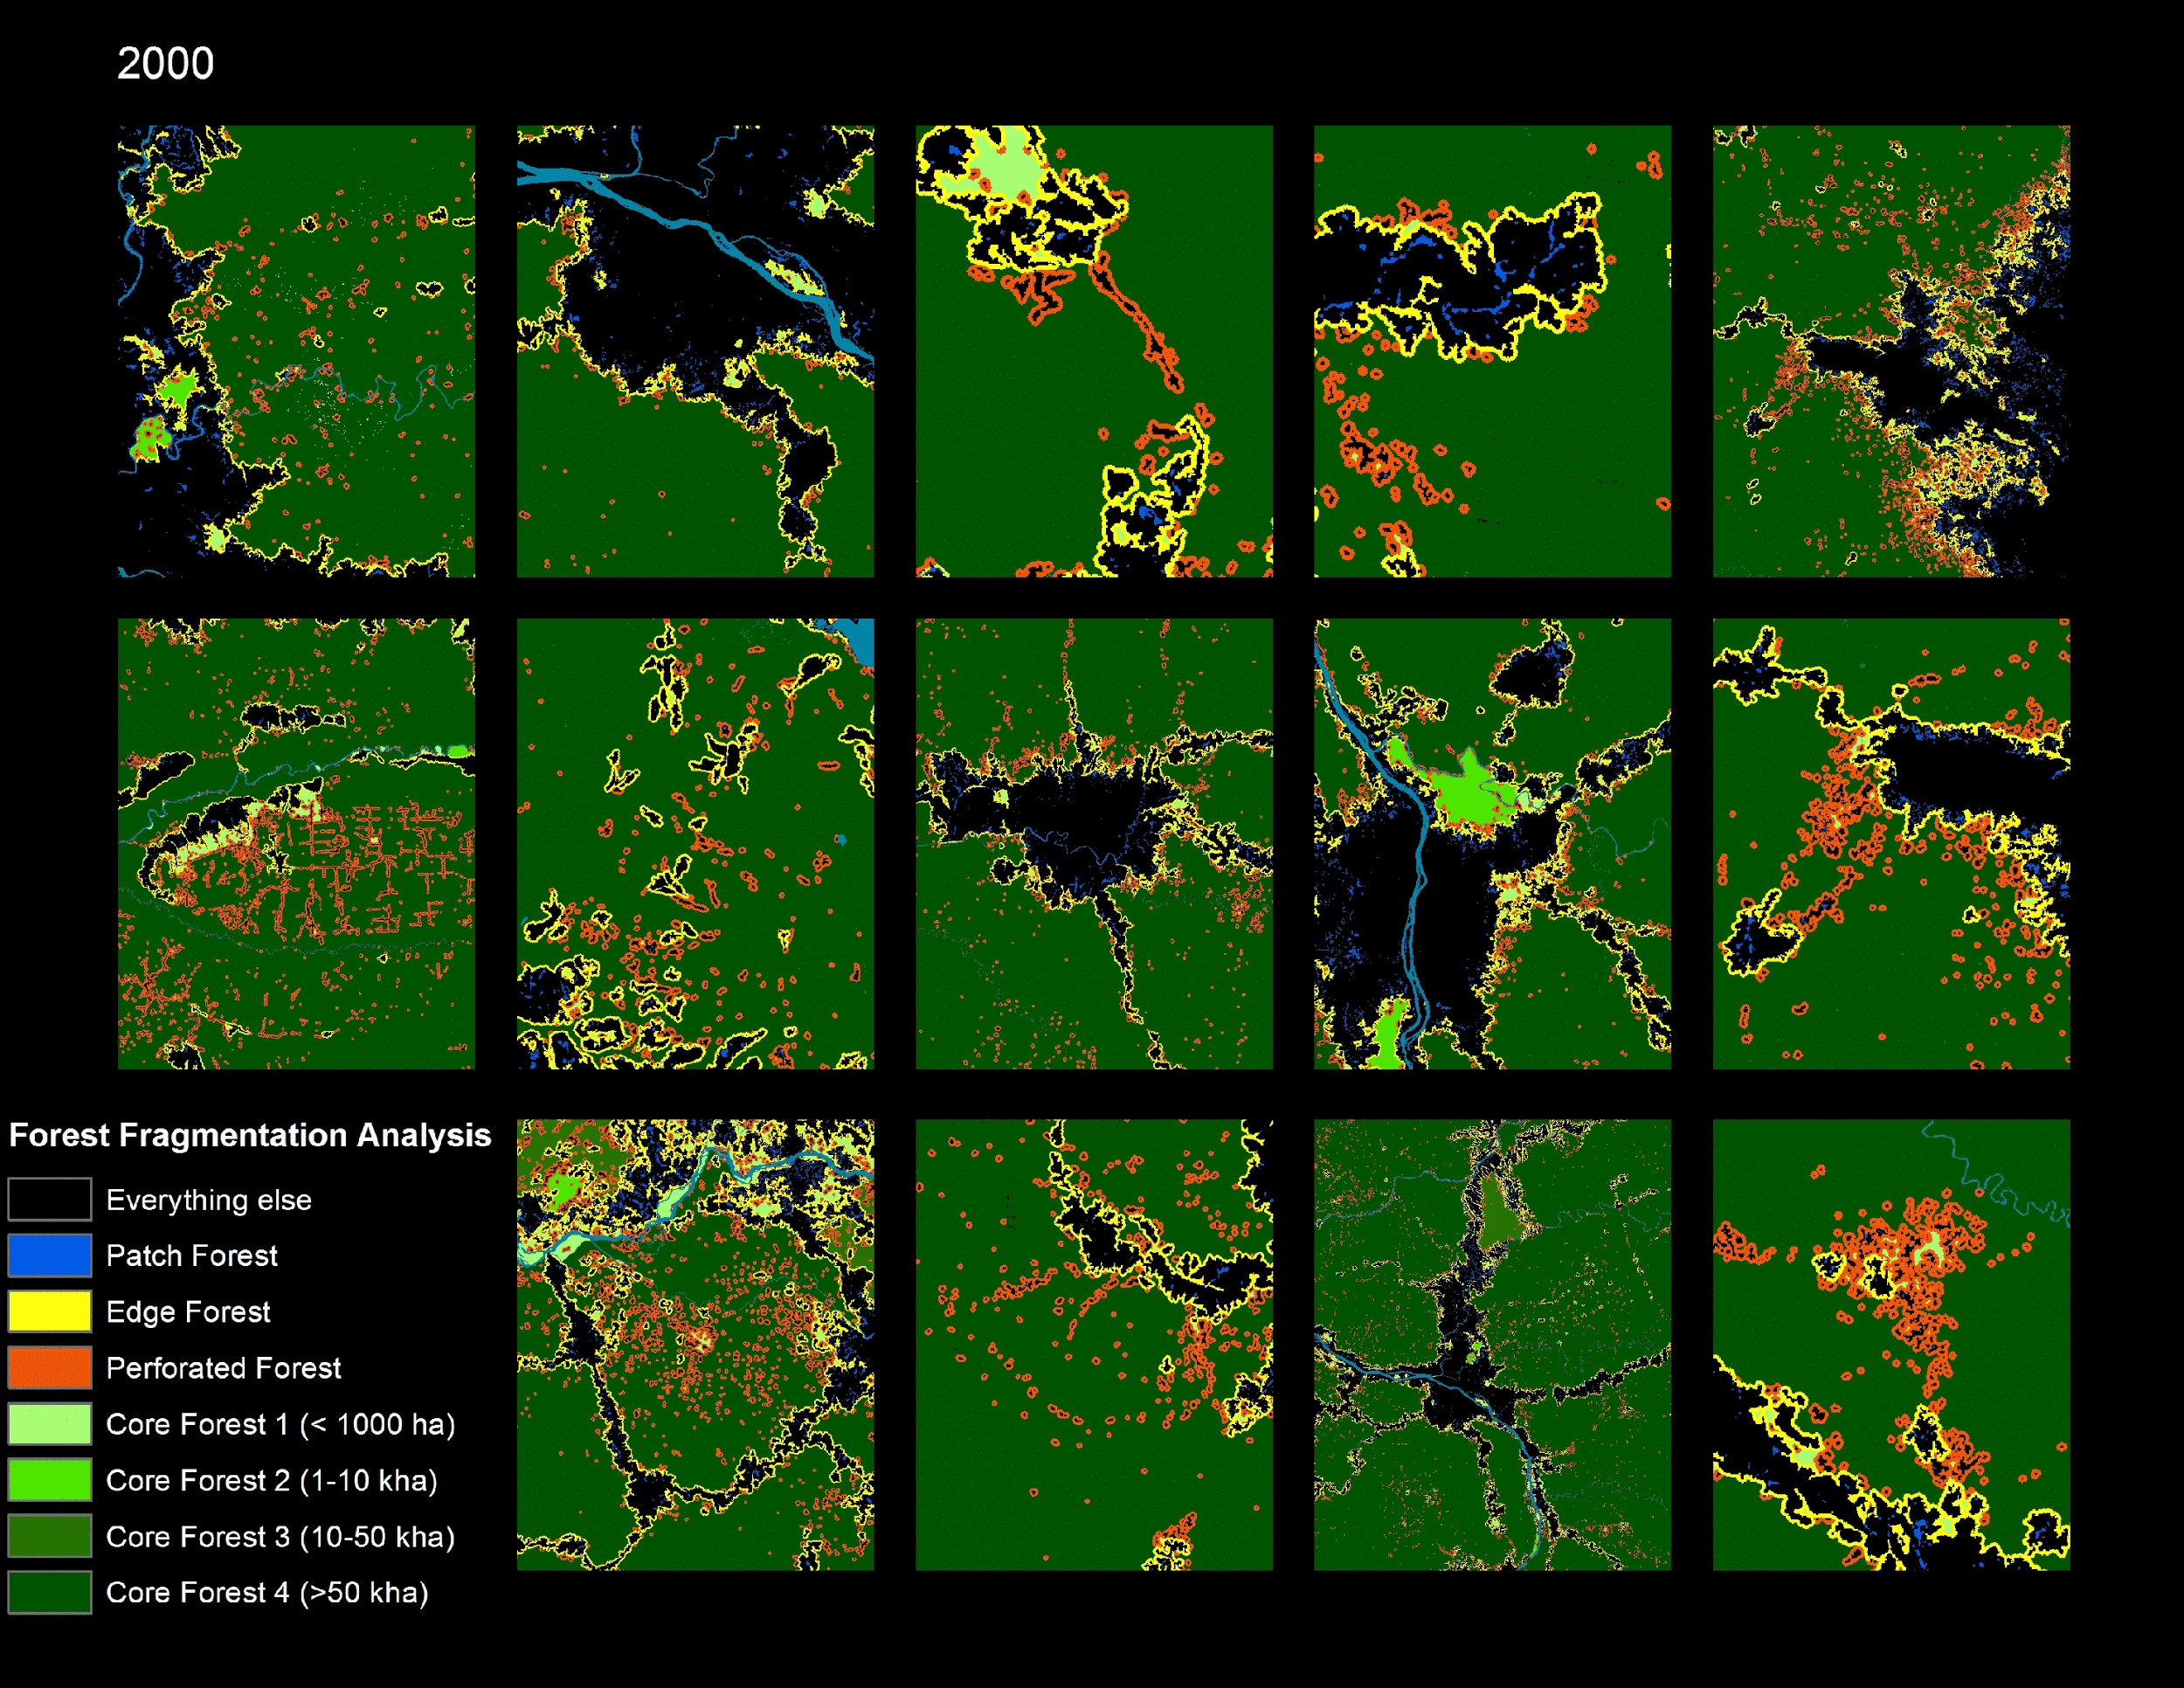 2000
Forest Fragmentation Analysis
Everything else
Patch Forest
Edge Forest
Perforated Forest
Core Forest 1 (< 1000 ha)
Core Forest 2 (1-10 kha)
Core Forest 3 (10-50 kha)
Core Forest 4 (>50 kha)